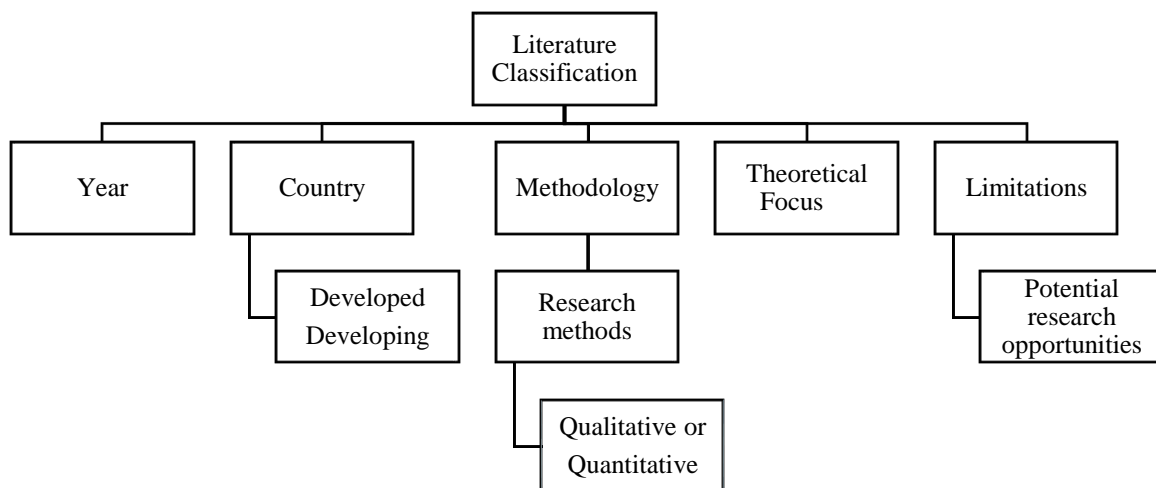 Literature
Classification
Year
Country
Methodology
Theoretical
Focus
Limitations
Developed
Developing
Research
methods
Potential
research
opportunities
Qualitative or
Quantitative